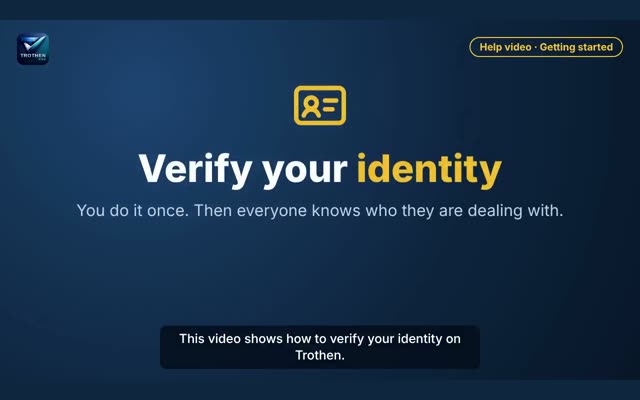 TROTHEN
Help video · Getting started
Verify your identity
You do it once. Then everyone knows who they are dealing with.
This video shows how to verify your identity on
Trothen.